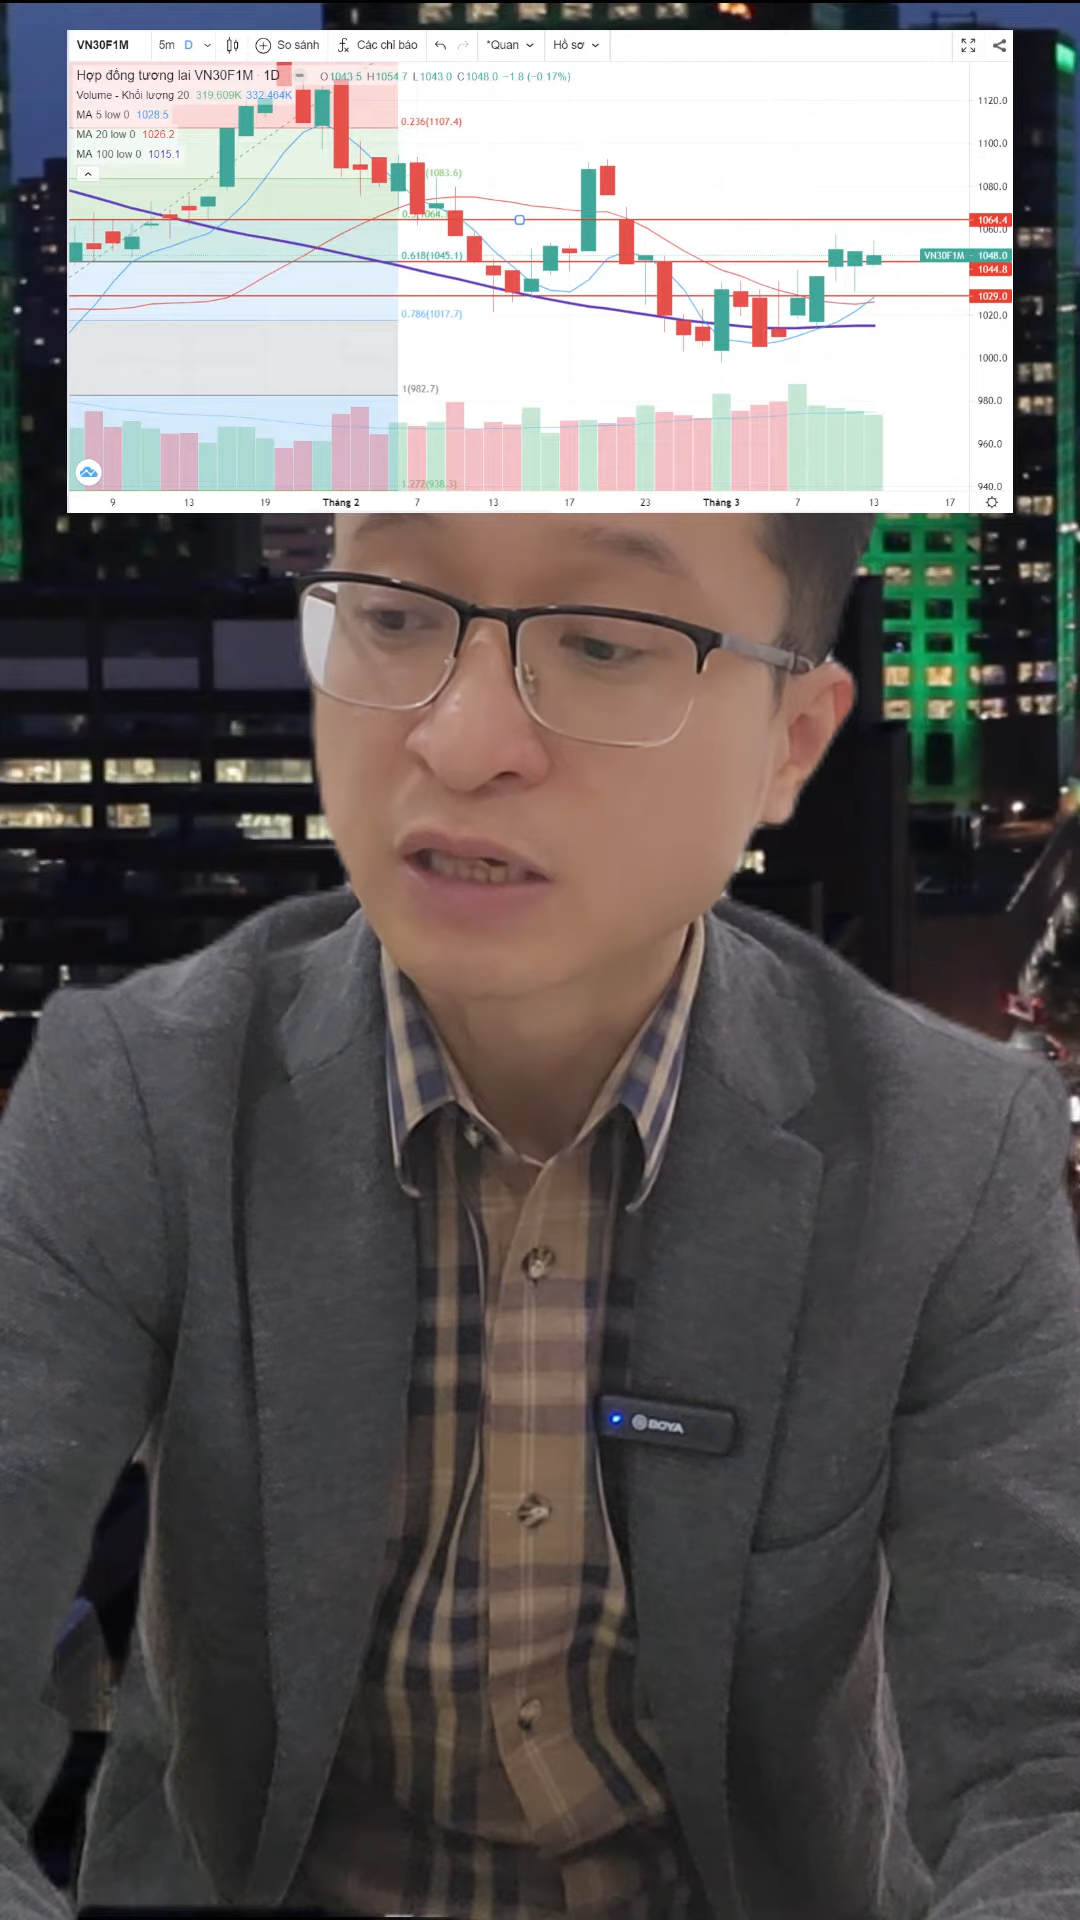 VN30F1M 5m D So sánh Các chỉ báo *Quan Hồ sơ
Hợp đồng tương lai VN30F1M · 1D O1043.5 H1054.7 L1043.0 C1048.0 −1.8 (−0.17%)
Volume - Khối lượng 20 319.609K 332.464K
MA 5 low 0 1028.5
MA 20 low 0 1026.2
MA 100 low 0 1015.1
0.236(1107.4)
(1083.6)
0.618(1045.1)
0.786(1017.7)
1(982.7)
1.272(938.3)
1120.0
1100.0
1080.0
1064.4
1060.0
VN30F1M 1048.0
1044.8
1029.0
1020.0
1000.0
980.0
960.0
940.0
9 13 19 Tháng 2 7 13 17 23 Tháng 3 7 13 17
BOYA